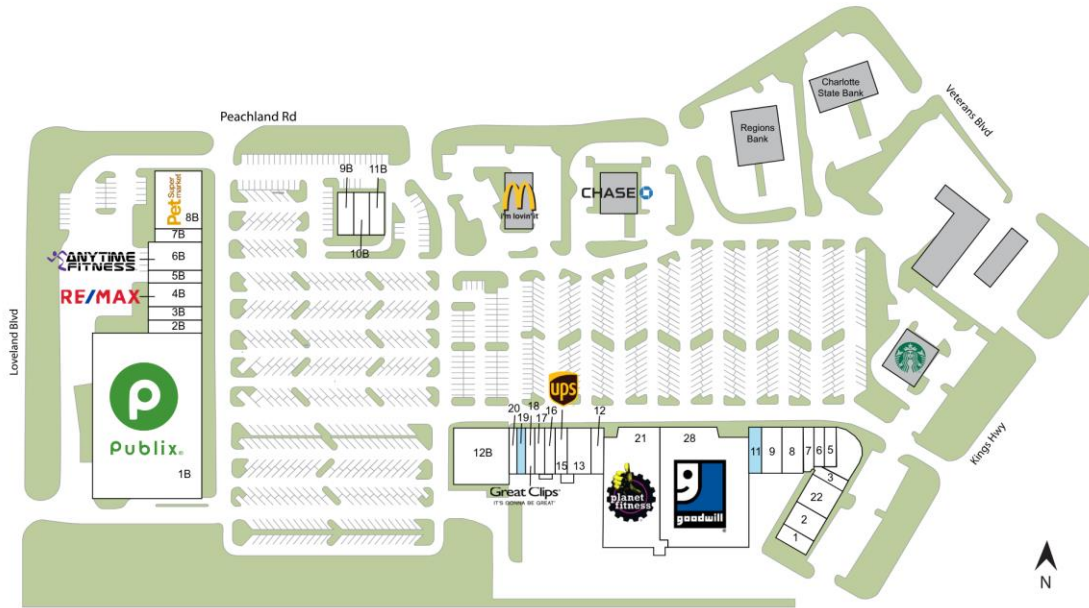 Peachland Rd
Charlotte
State Bank
Veterans Blvd
Regions
Bank
9B
11B
10B
i'm lovin' it
CHASE
Pet Super
market
8B
7B
ANYTIME
FITNESS
6B
5B
RE/MAX
4B
3B
2B
Loveland Blvd
Publix
1B
ups
20
19
18
17
16
12
12B
15
13
Great Clips
IT'S GONNA BE GREAT
21
planet
fitness
28
goodwill
11
9
8
7
6
5
3
22
2
1
Kings Hwy
N